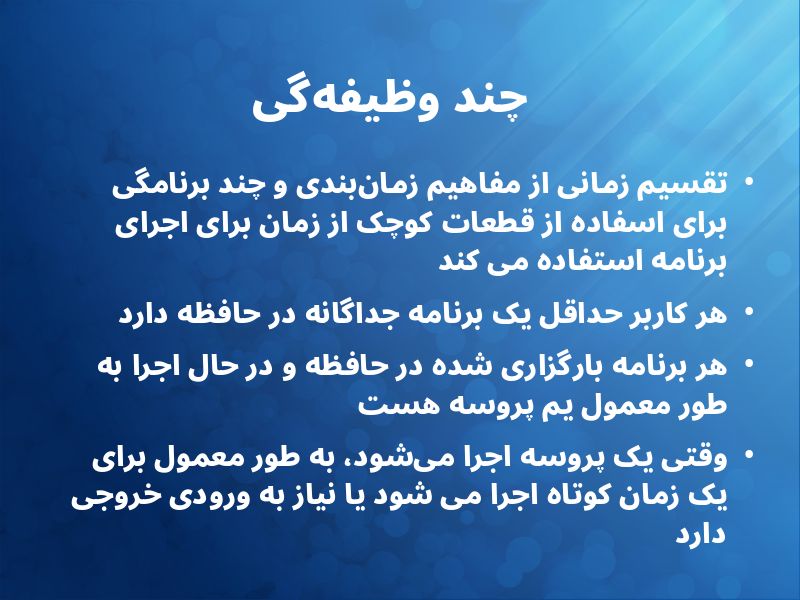 چند وظیفه‌گی
• تقسیم زمانی از مفاهیم زمان‌بندی و چند برنامگی
برای اسفاده از قطعات کوچک از زمان برای اجرای
برنامه استفاده می کند
• هر کاربر حداقل یک برنامه جداگانه در حافظه دارد
• هر برنامه بارگزاری شده در حافظه و در حال اجرا به
طور معمول یم پروسه هست
• وقتی یک پروسه اجرا می‌شود، به طور معمول برای
یک زمان کوتاه اجرا می شود یا نیاز به ورودی خروجی
دارد